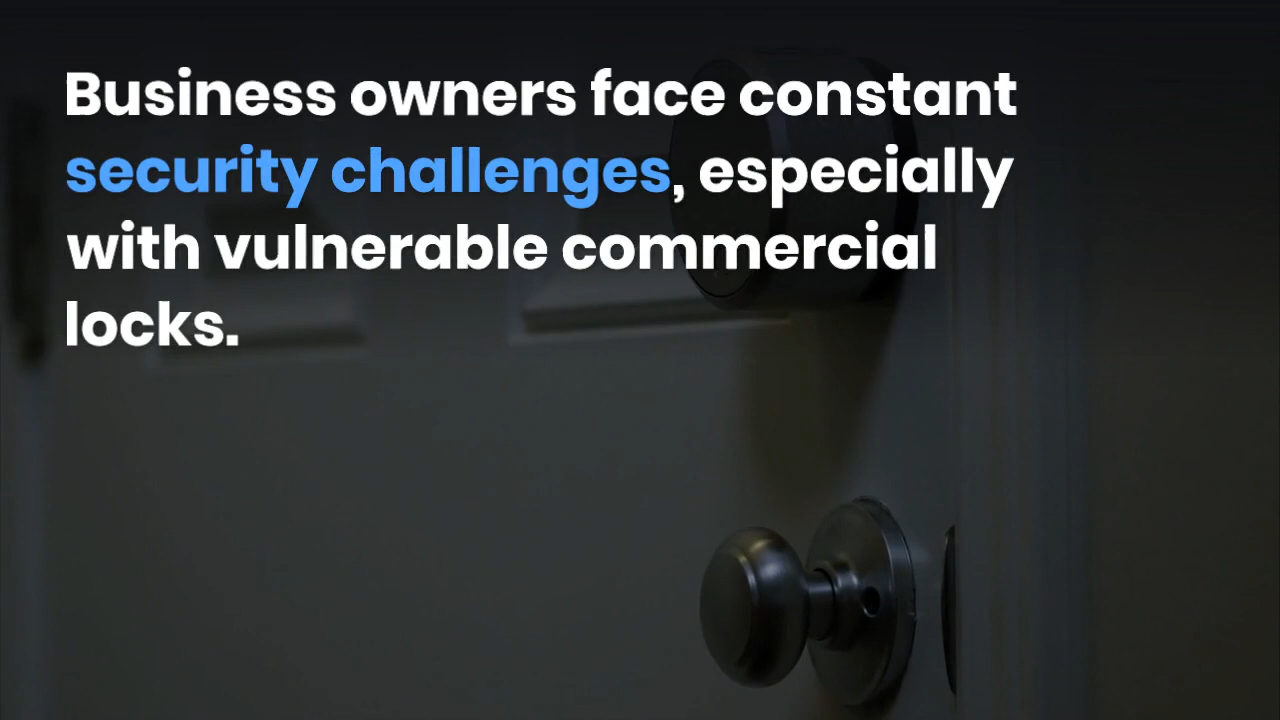 Business owners face constant
security challenges, especially
with vulnerable commercial
locks.